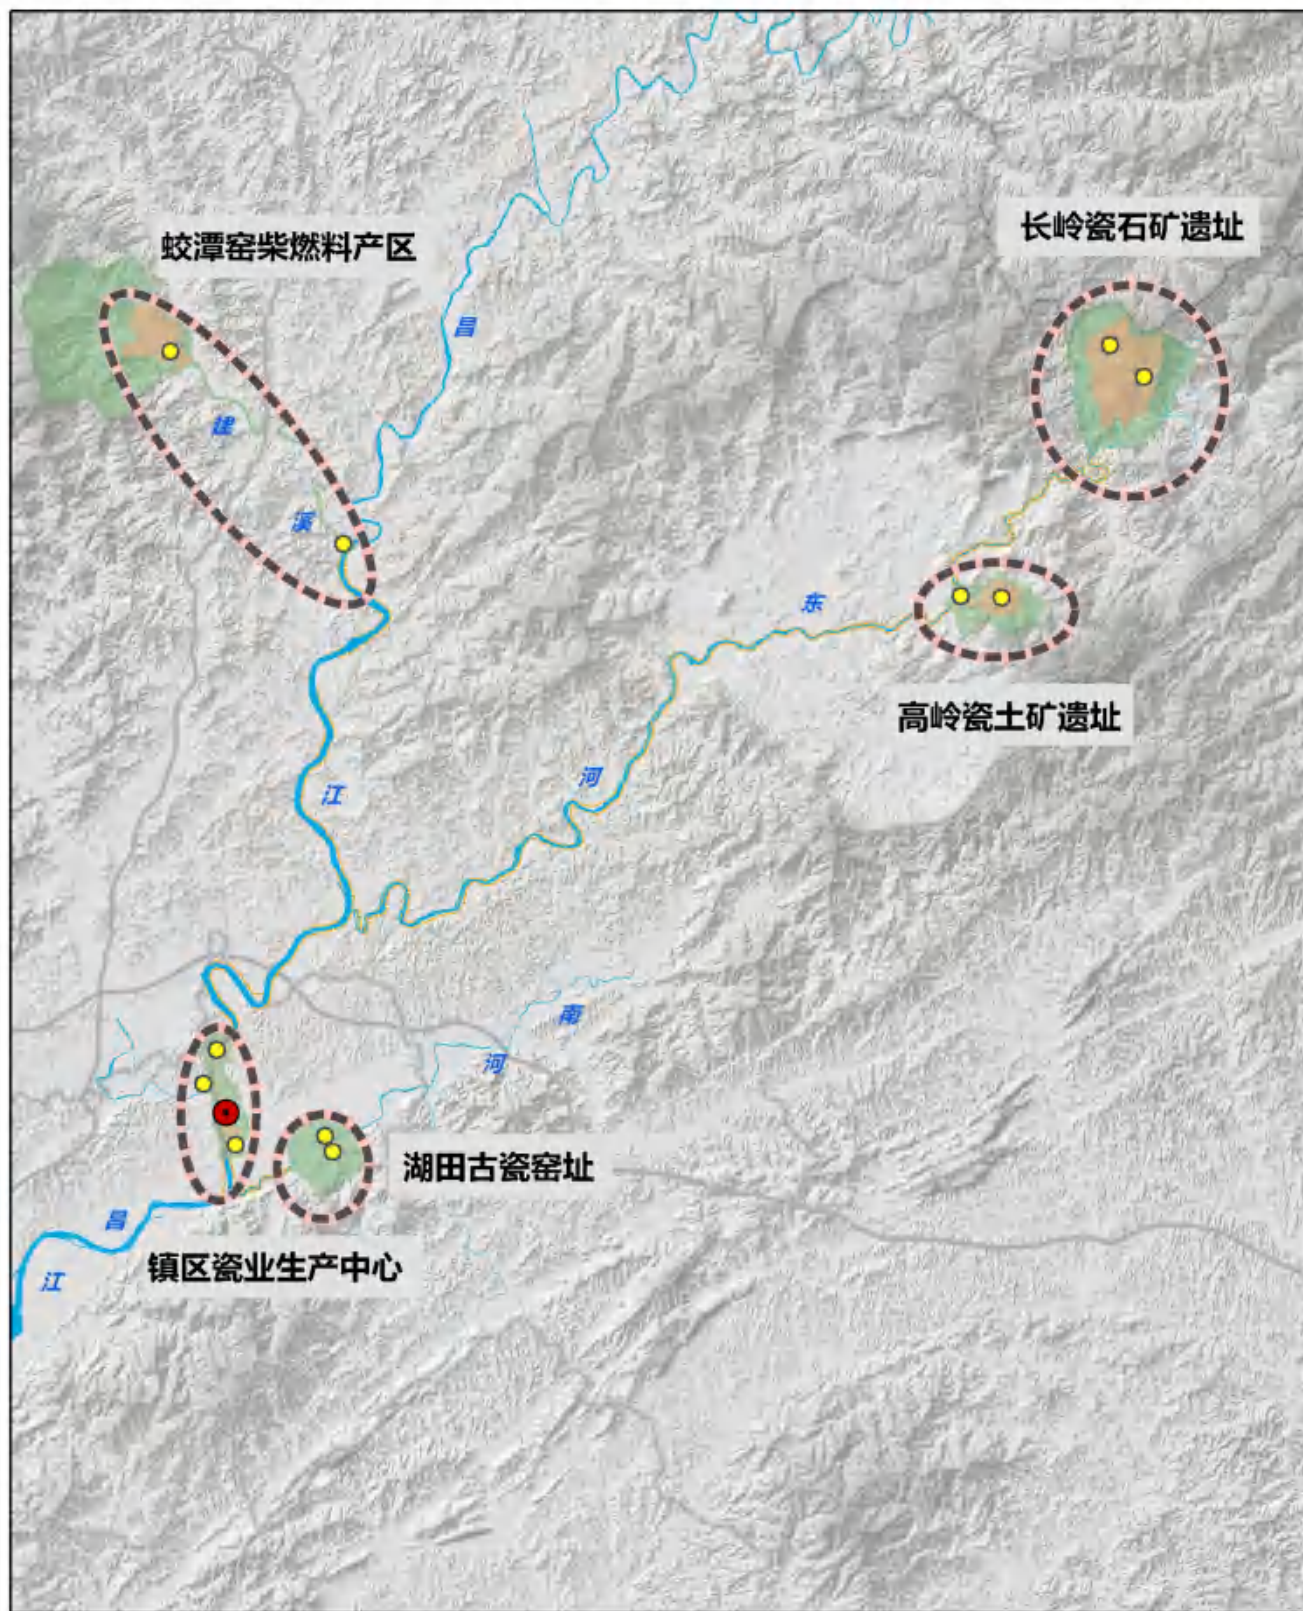 长岭瓷石矿遗址
蛟潭窑柴燃料产区
昌
建
溪
东
高岭瓷土矿遗址
河
江
南
河
湖田古瓷窑址
昌
镇区瓷业生产中心
江